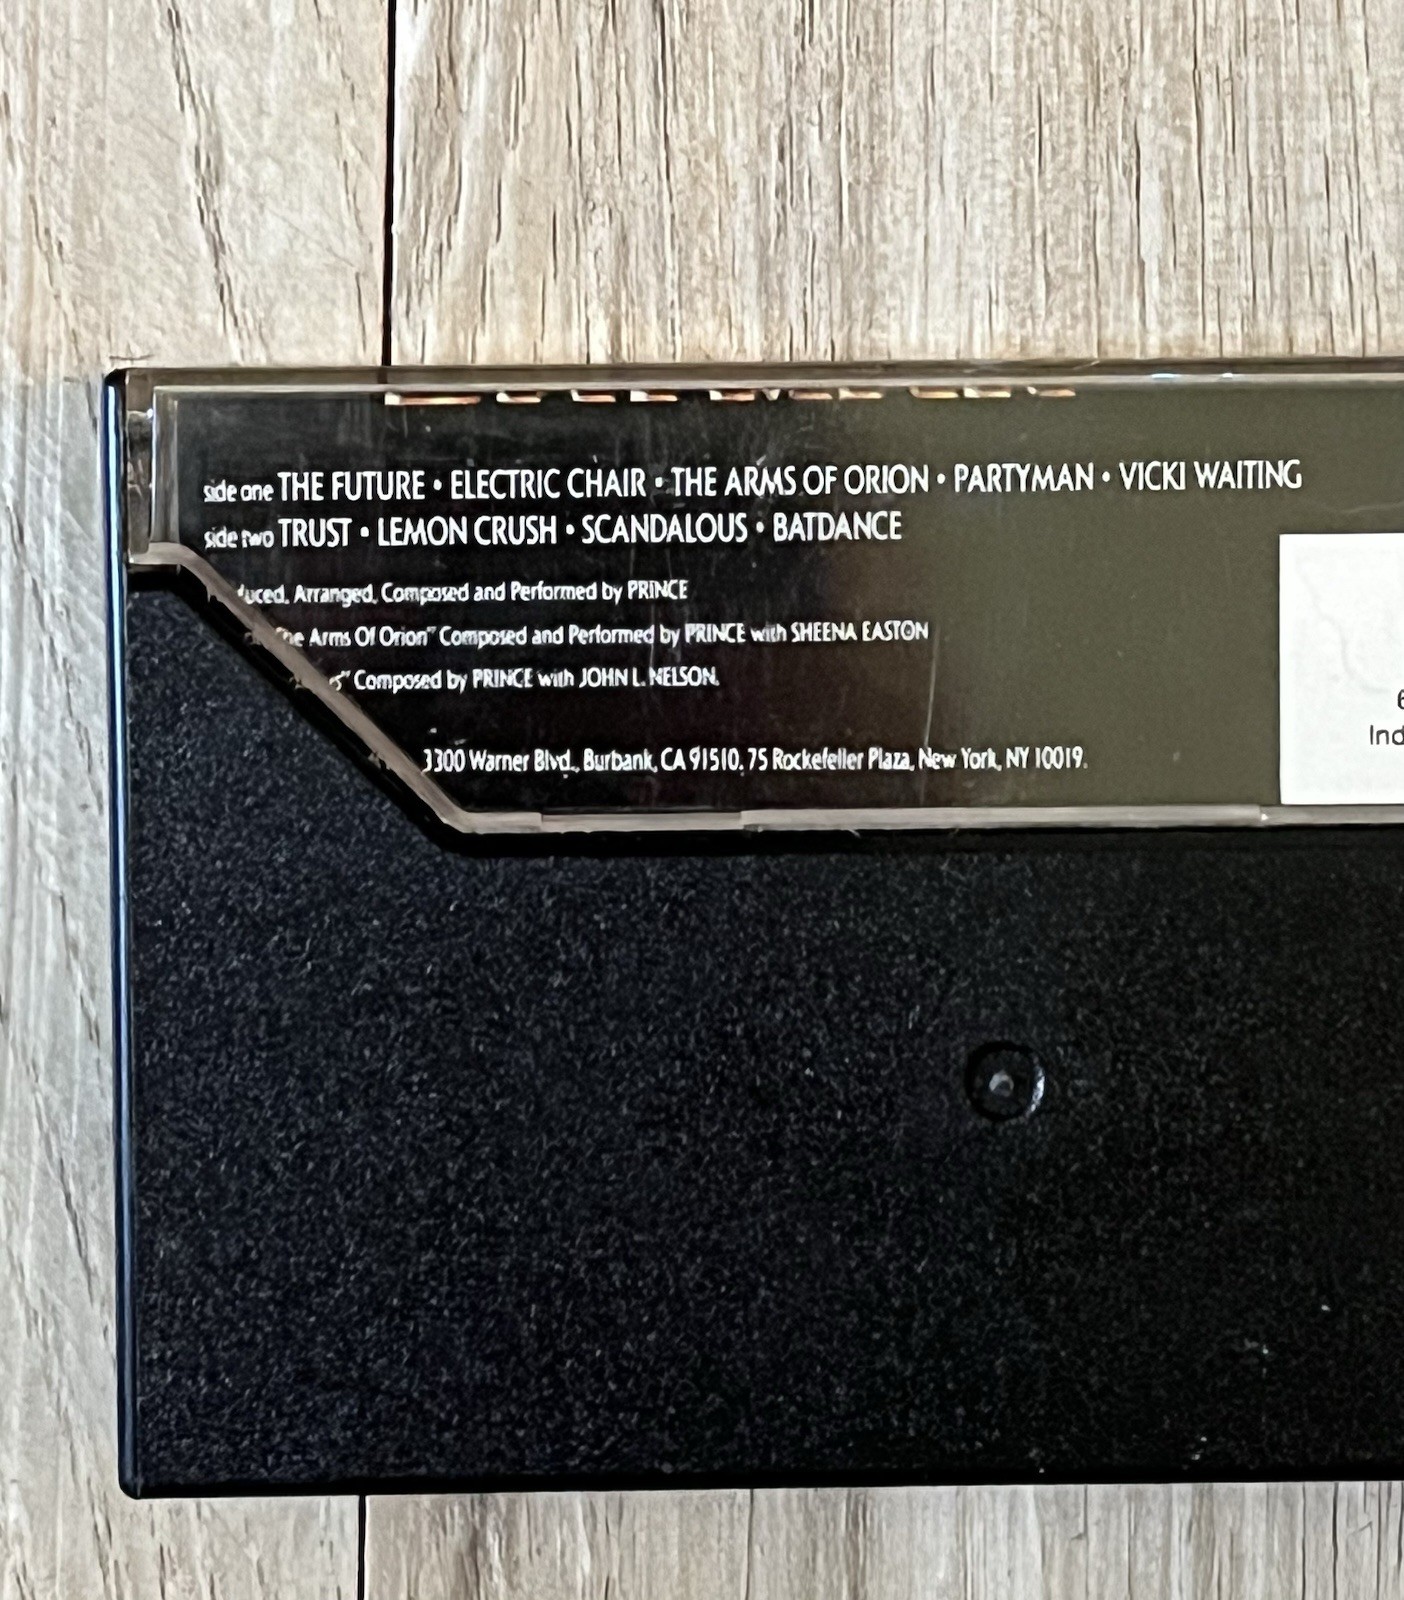 side one THE FUTURE • ELECTRIC CHAIR • THE ARMS OF ORION • PARTYMAN • VICKI WAITING
side two TRUST • LEMON CRUSH • SCANDALOUS • BATDANCE
Arranged, Composed and Performed by PRINCE
Arms Of Orion" Composed and Performed by PRINCE with SHEENA EASTON
Composed by PRINCE with JOHN L. NELSON.
3300 Warner Blvd., Burbank, CA 91510. 75 Rockefeller Plaza, New York, NY 10019.